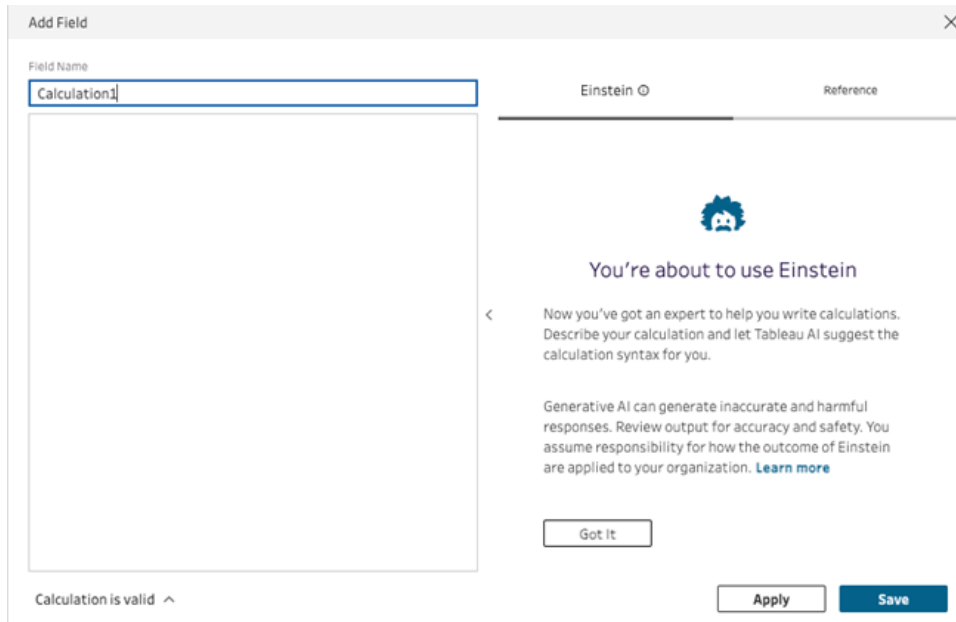 Add Field
Field Name
Calculation1
Einstein
Reference
You're about to use Einstein
Now you've got an expert to help you write calculations.
Describe your calculation and let Tableau AI suggest the
calculation syntax for you.
Generative AI can generate inaccurate and harmful
responses. Review output for accuracy and safety. You
assume responsibility for how the outcome of Einstein
are applied to your organization. Learn more
Got It
Calculation is valid
Apply
Save